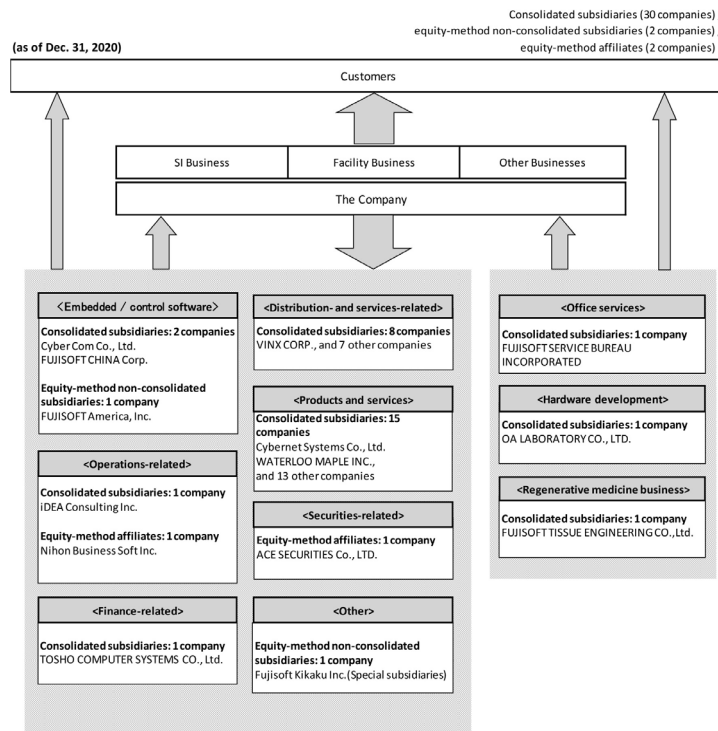 Consolidated subsidiaries (30 companies)
equity-method non-consolidated subsidiaries (2 companies),
(as of Dec. 31, 2020)
equity-method affiliates (2 companies)
Customers
SI Business
Facility Business
Other Businesses
The Company
<Embedded / control software>
Consolidated subsidiaries: 2 companies
Cyber Com Co., Ltd.
FUJISOFT CHINA Corp.
Equity-method non-consolidated
subsidiaries: 1 company
FUJISOFT America, Inc.
<Operations-related>
Consolidated subsidiaries: 1 company
iDEA Consulting Inc.
Equity-method affiliates: 1 company
Nihon Business Soft Inc.
<Finance-related>
Consolidated subsidiaries: 1 company
TOSHO COMPUTER SYSTEMS CO., Ltd.
<Distribution- and services-related>
Consolidated subsidiaries: 8 companies
VINX CORP., and 7 other companies
<Products and services>
Consolidated subsidiaries: 15
companies
Cybernet Systems Co., Ltd.
WATERLOO MAPLE INC.,
and 13 other companies
<Securities-related>
Equity-method affiliates: 1 company
ACE SECURITIES Co., LTD.
<Other>
Equity-method non-consolidated
subsidiaries: 1 company
Fujisoft Kikaku Inc.(Special subsidiaries)
<Office services>
Consolidated subsidiaries: 1 company
FUJISOFT SERVICE BUREAU
INCORPORATED
<Hardware development>
Consolidated subsidiaries: 1 company
OA LABORATORY CO., LTD.
<Regenerative medicine business>
Consolidated subsidiaries: 1 company
FUJISOFT TISSUE ENGINEERING CO.,Ltd.